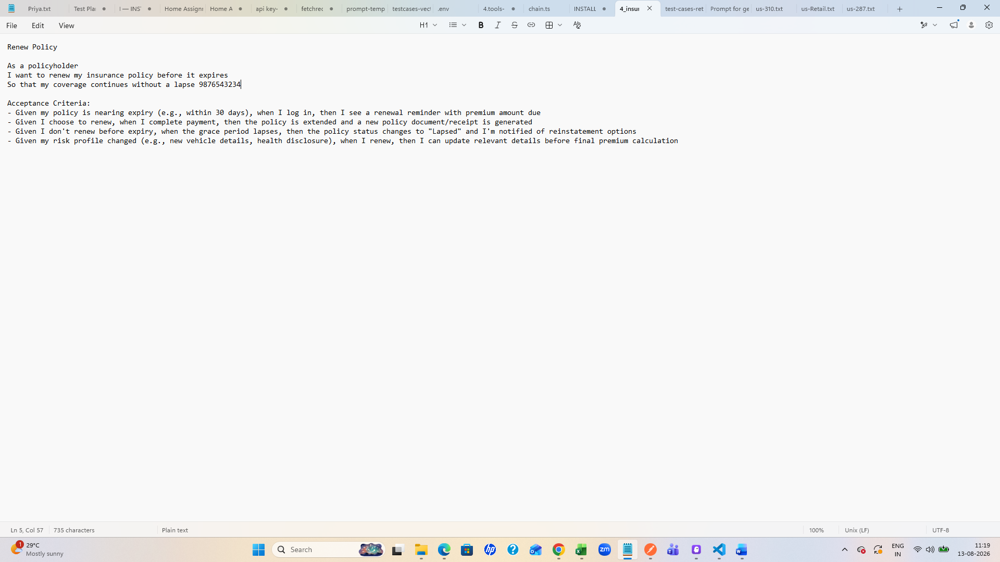 Priya.txt
Test Pla
I — INS
Home Assign
Home A
api key-
fetchrec
prompt-temp
testcases-vect
.env
4.tools-
chain.ts
INSTALL
4_insu
test-cases-ret
Prompt for ge
us-310.txt
us-Retail.txt
us-287.txt
File Edit View H1
Renew Policy
As a policyholder
I want to renew my insurance policy before it expires
So that my coverage continues without a lapse 9876543234
Acceptance Criteria:
- Given my policy is nearing expiry (e.g., within 30 days), when I log in, then I see a renewal reminder with premium amount due
- Given I choose to renew, when I complete payment, then the policy is extended and a new policy document/receipt is generated
- Given I don't renew before expiry, when the grace period lapses, then the policy status changes to "Lapsed" and I'm notified of reinstatement options
- Given my risk profile changed (e.g., new vehicle details, health disclosure), when I renew, then I can update relevant details before final premium calculation
Ln 5, Col 57 735 characters Plain text 100% Unix (LF) UTF-8
1
29°C
Mostly sunny
Search
hp
zm
ENG
IN
11:19
13-08-2026